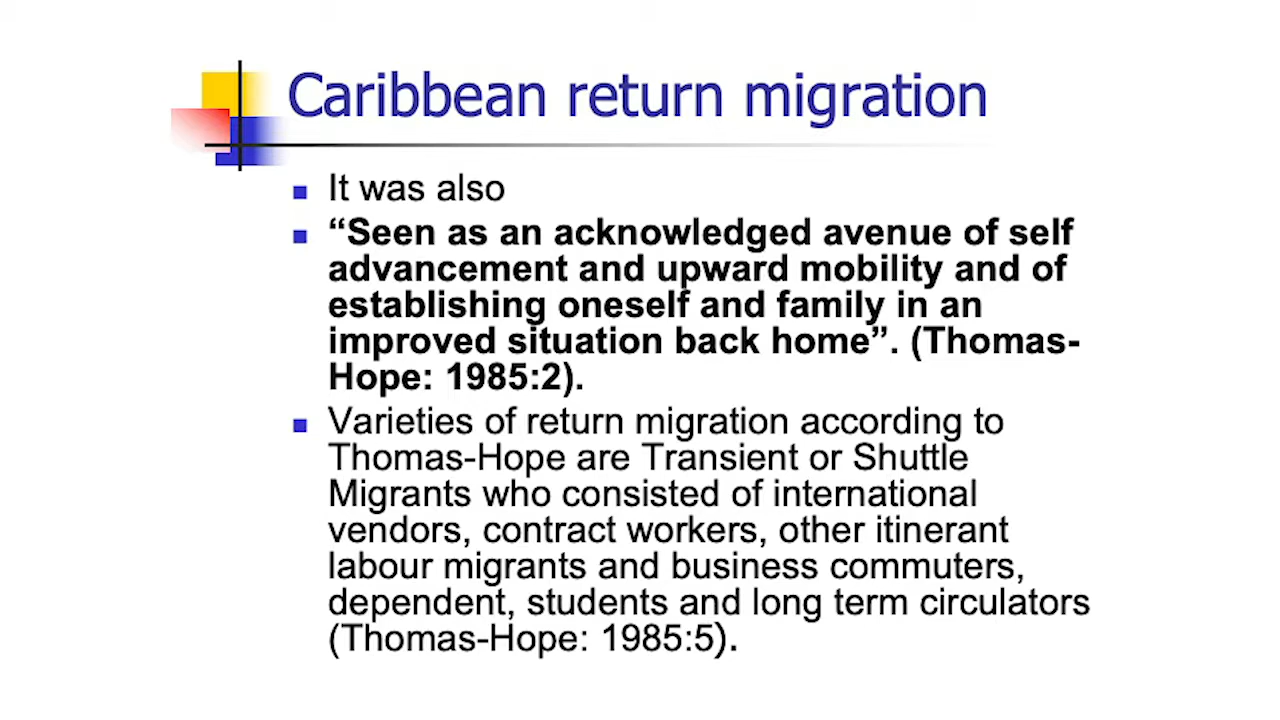 Caribbean return migration
It was also
“Seen as an acknowledged avenue of self
advancement and upward mobility and of
establishing oneself and family in an
improved situation back home”. (Thomas-
Hope: 1985:2).
Varieties of return migration according to
Thomas-Hope are Transient or Shuttle
Migrants who consisted of international
vendors, contract workers, other itinerant
labour migrants and business commuters,
dependent, students and long term circulators
(Thomas-Hope: 1985:5).